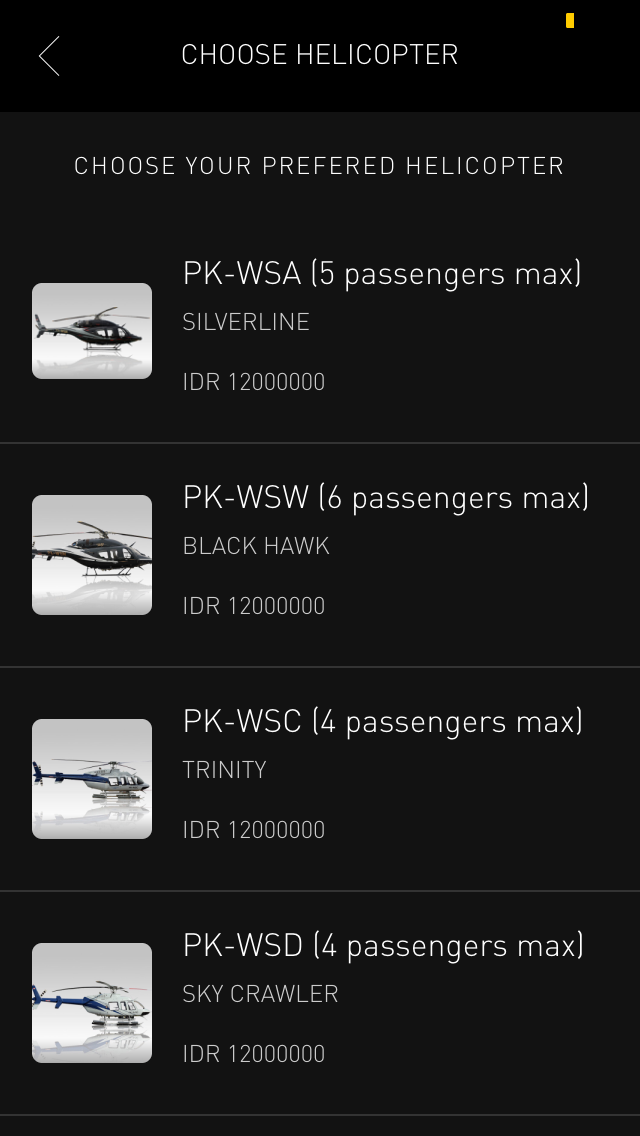 CHOOSE HELICOPTER
CHOOSE YOUR PREFERED HELICOPTER
PK-WSA (5 passengers max)
SILVERLINE
IDR 12000000
PK-WSW (6 passengers max)
BLACK HAWK
IDR 12000000
PK-WSC (4 passengers max)
TRINITY
IDR 12000000
PK-WSD (4 passengers max)
SKY CRAWLER
IDR 12000000